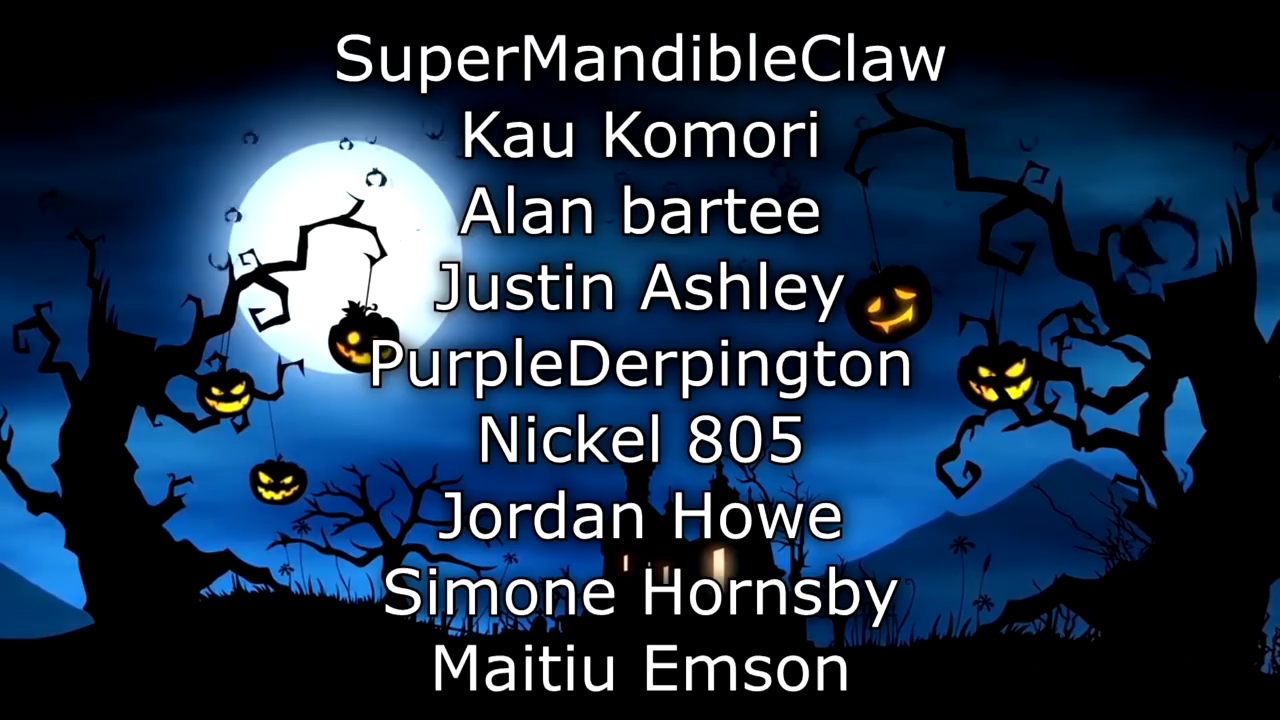 SuperMandibleClaw
Kau Komori
Alan bartee
Justin Ashley
PurpleDerpington
Nickel 805
Jordan Howe
Simone Hornsby
Maitiu Emson